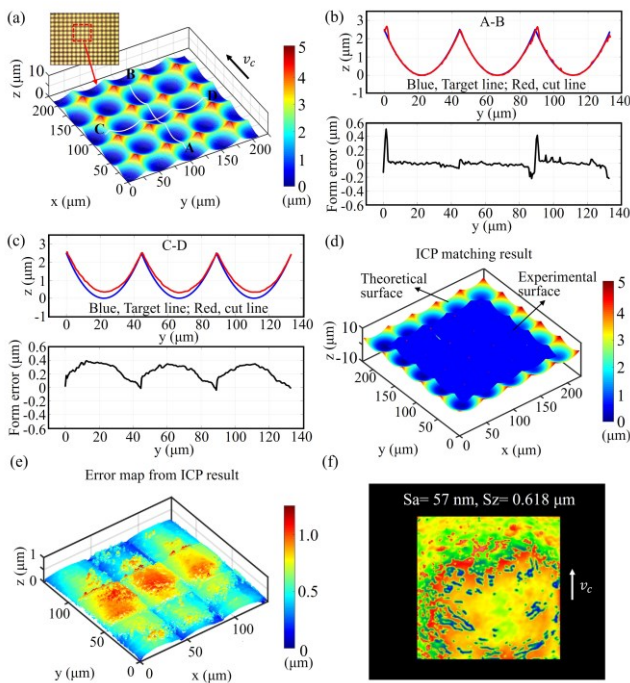 (a)
z (μm)
10
0
200
150
100
50
0
x (μm)
0
50
100
150
200
y (μm)
A
B
C
D
v_c
5
4
3
2
1
0
(μm)
(b)
A-B
z (μm)
3
2
1
0
-1
Blue, Target line; Red, cut line
0 20 40 60 80 100 120 140
y (μm)
Form error (μm)
0.6
0.4
0.2
0
-0.2
-0.4
-0.6
0 20 40 60 80 100 120 140
y (μm)
(c)
C-D
z (μm)
3
2
1
0
-1
Blue, Target line; Red, cut line
0 20 40 60 80 100 120 140
y (μm)
Form error (μm)
0.6
0.4
0.2
0
-0.2
-0.4
-0.6
0 20 40 60 80 100 120 140
y (μm)
(d)
ICP matching result
Theoretical
surface
Experimental
surface
z (μm)
10
-10
200
150
100
50
0
y (μm)
0
50
100
150
200
x (μm)
5
4
3
2
1
0
(μm)
(e)
Error map from ICP result
z (μm)
1
0
100
50
0
y (μm)
0
50
100
x (μm)
1.0
0.5
0
(μm)
(f)
Sa= 57 nm, Sz= 0.618 μm
v_c